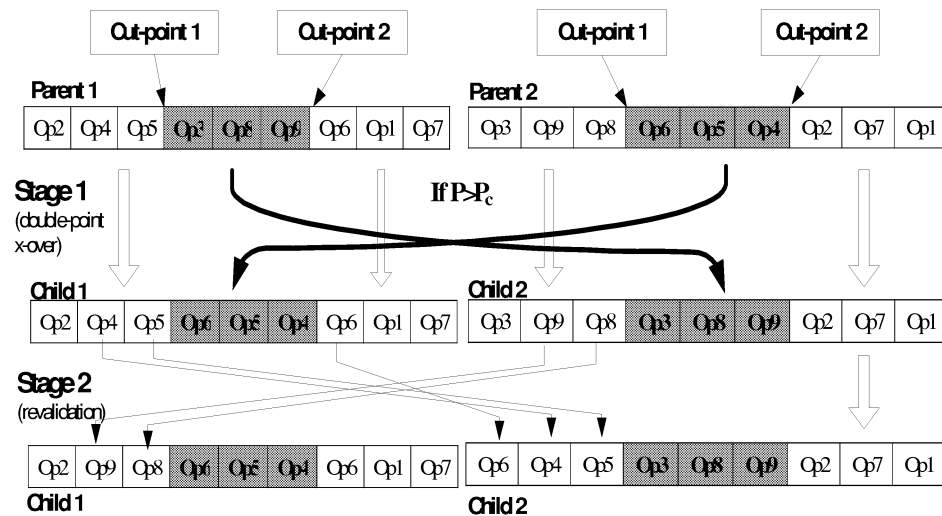 Cut-point 1 Cut-point 2 Cut-point 1 Cut-point 2
Parent 1 Parent 2
Op2 Op4 Op5 Op3 Op8 Op9 Op6 Op1 Op7 Op3 Op9 Op8 Op6 Op5 Op4 Op2 Op7 Op1
Stage 1
(double-point
x-over)
If P>Pc
Child 1 Child 2
Op2 Op4 Op5 Op6 Op5 Op4 Op6 Op1 Op7 Op3 Op9 Op8 Op3 Op8 Op9 Op2 Op7 Op1
Stage 2
(revalidation)
Op2 Op9 Op8 Op6 Op5 Op4 Op6 Op1 Op7 Op6 Op4 Op5 Op3 Op8 Op9 Op2 Op7 Op1
Child 1 Child 2